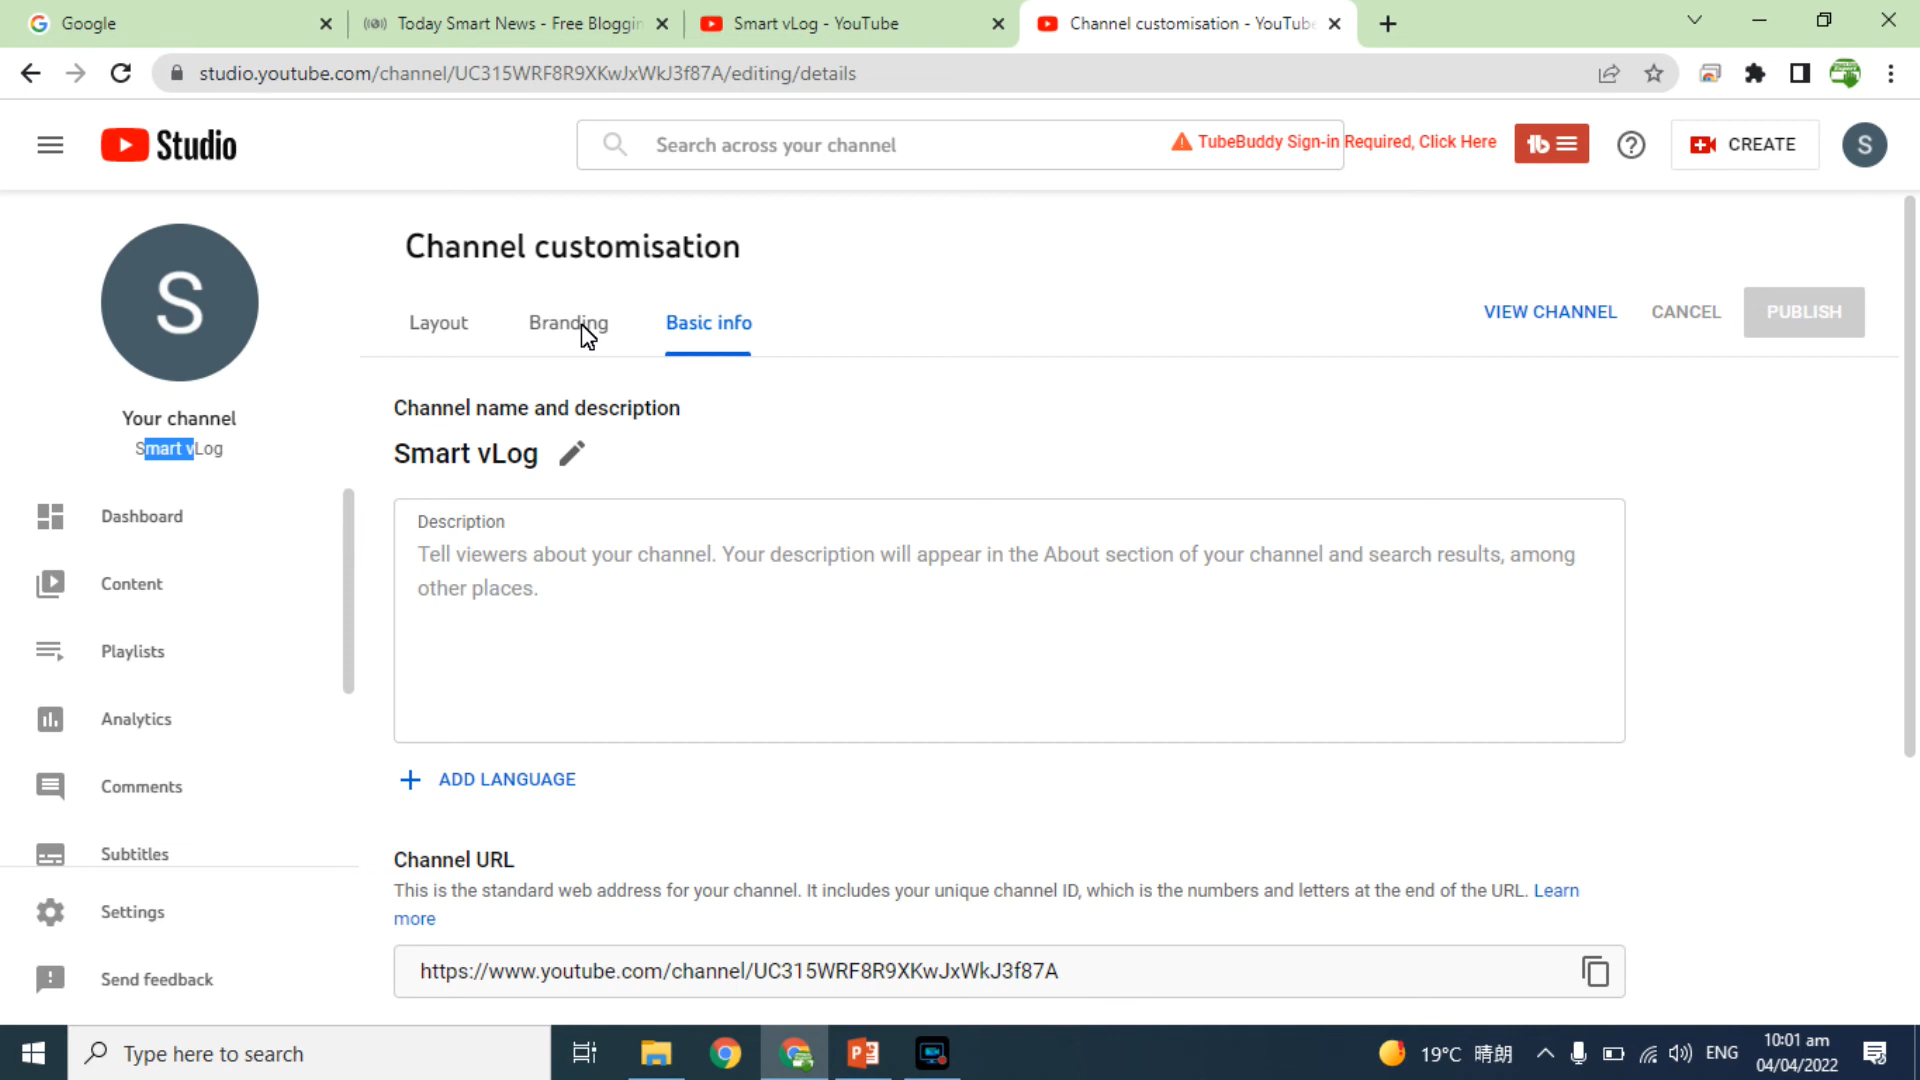 Google
Today Smart News - Free Bloggin
Smart vLog - YouTube
Channel customisation - YouTube
studio.youtube.com/channel/UC315WRF8R9XKwJxWkJ3f87A/editing/details
Studio
Search across your channel
TubeBuddy Sign-in Required, Click Here
CREATE
S
S
Your channel
Smart vLog
Dashboard
Content
Playlists
Analytics
Comments
Subtitles
Settings
Send feedback
Channel customisation
Layout
Branding
Basic info
VIEW CHANNEL
CANCEL
PUBLISH
Channel name and description
Smart vLog
Description
Tell viewers about your channel. Your description will appear in the About section of your channel and search results, among
other places.
ADD LANGUAGE
Channel URL
This is the standard web address for your channel. It includes your unique channel ID, which is the numbers and letters at the end of the URL. Learn
more
https://www.youtube.com/channel/UC315WRF8R9XKwJxWkJ3f87A
Type here to search
19°C 晴朗
ENG
10:01 am
04/04/2022